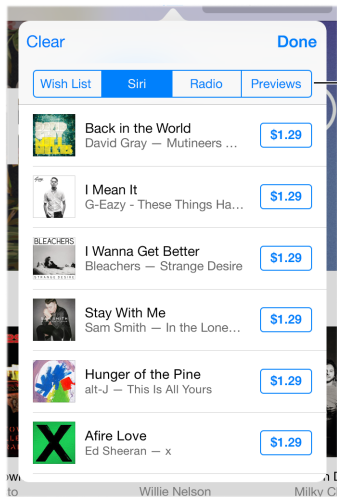 Clear Done
Wish List Siri Radio Previews
Back in the World
David Gray — Mutineers ...
$1.29
I Mean It
G-Eazy - These Things Ha...
$1.29
BLEACHERS
STRANGE DESIRE
I Wanna Get Better
Bleachers — Strange Desire
$1.29
Stay With Me
Sam Smith — In the Lone...
$1.29
Hunger of the Pine
alt-J — This Is All Yours
$1.29
X
Afire Love
Ed Sheeran — x
$1.29
to Willie Nelson Milky C